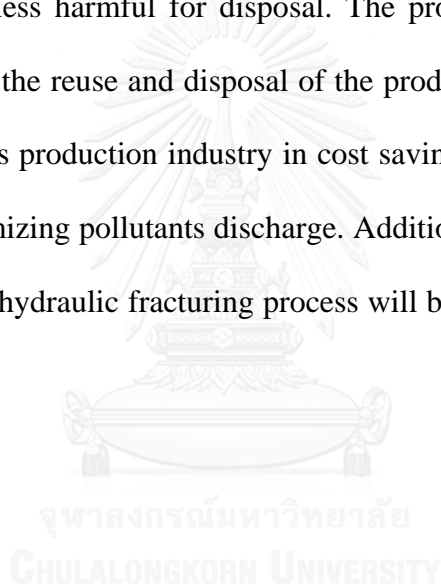 less harmful for disposal. The pro
the reuse and disposal of the prod
s production industry in cost savin
nizing pollutants discharge. Additio
hydraulic fracturing process will b
จุฬาลงกรณ์มหาวิทยาลัย
CHULALONGKORN UNIVERSITY